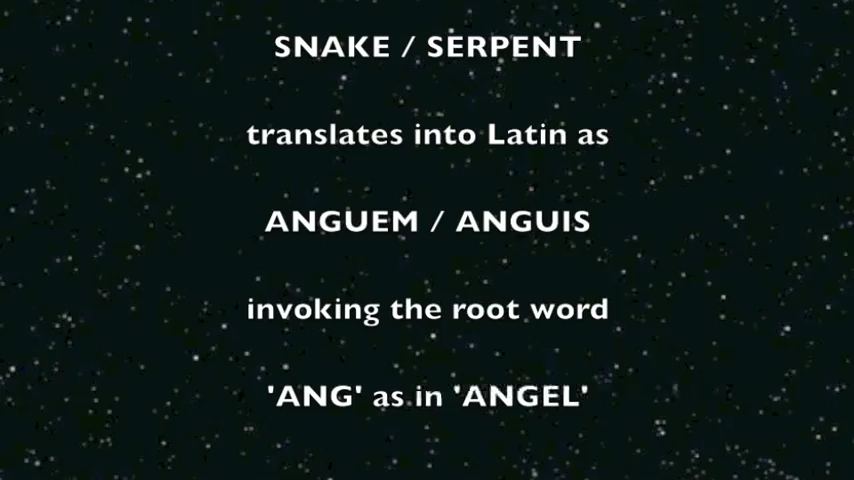 SNAKE / SERPENT
translates into Latin as
ANGUEM / ANGUIS
invoking the root word
'ANG' as in 'ANGEL'